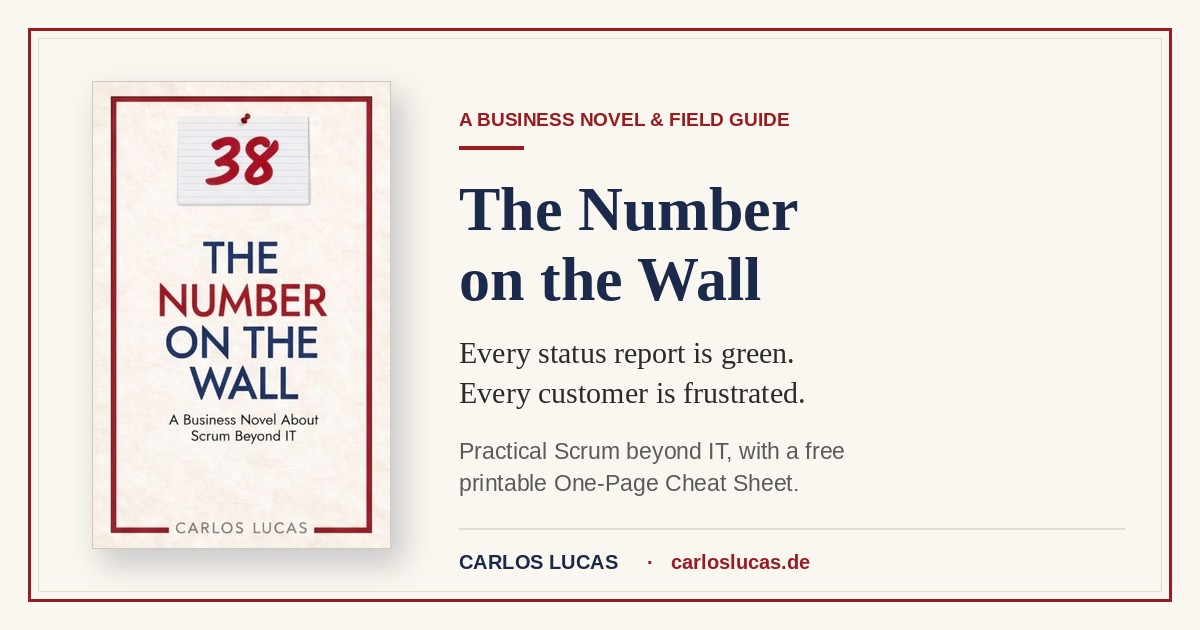 38
THE
NUMBER
ON THE
WALL
A Business Novel About
Scrum Beyond IT
CARLOS LUCAS
A BUSINESS NOVEL & FIELD GUIDE
The Number
on the Wall
Every status report is green.
Every customer is frustrated.
Practical Scrum beyond IT, with a free
printable One-Page Cheat Sheet.
CARLOS LUCAS · carloslucas.de